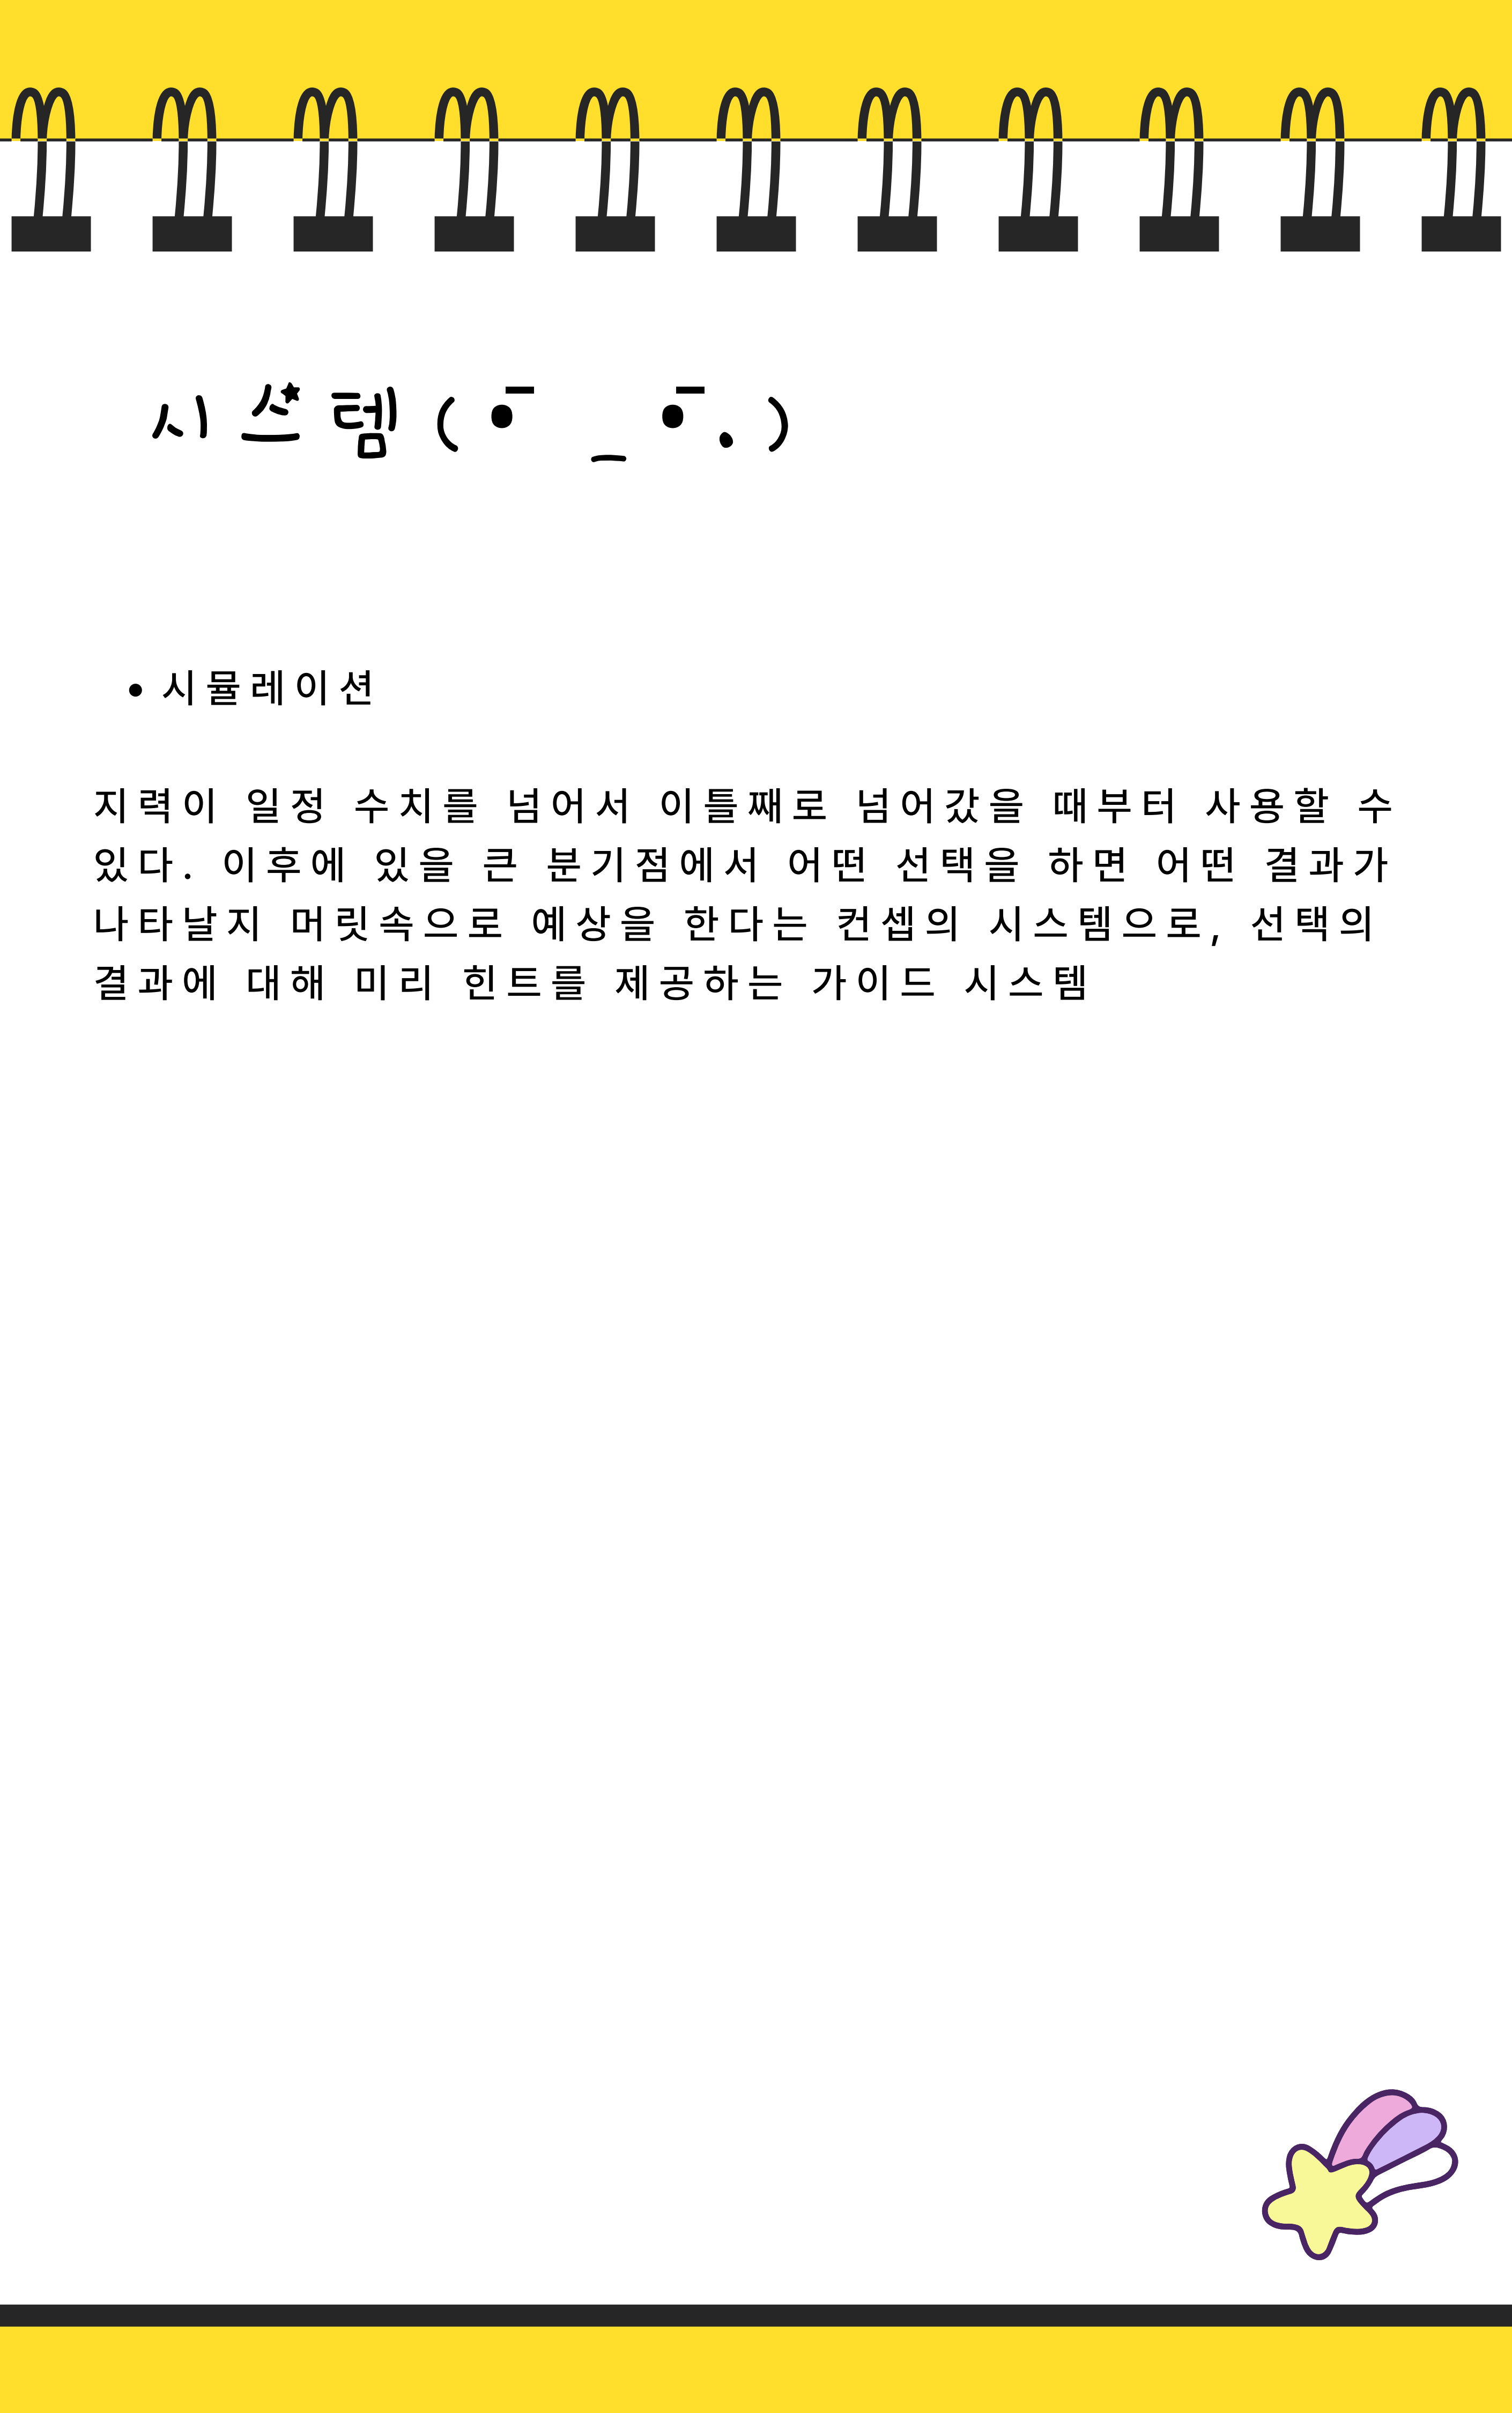 시스템( •̄ _ •̄. )
• 시뮬레이션
지력이 일정 수치를 넘어서 이틀째로 넘어갔을 때부터 사용할 수
있다. 이후에 있을 큰 분기점에서 어떤 선택을 하면 어떤 결과가
나타날지 머릿속으로 예상을 한다는 컨셉의 시스템으로, 선택의
결과에 대해 미리 힌트를 제공하는 가이드 시스템